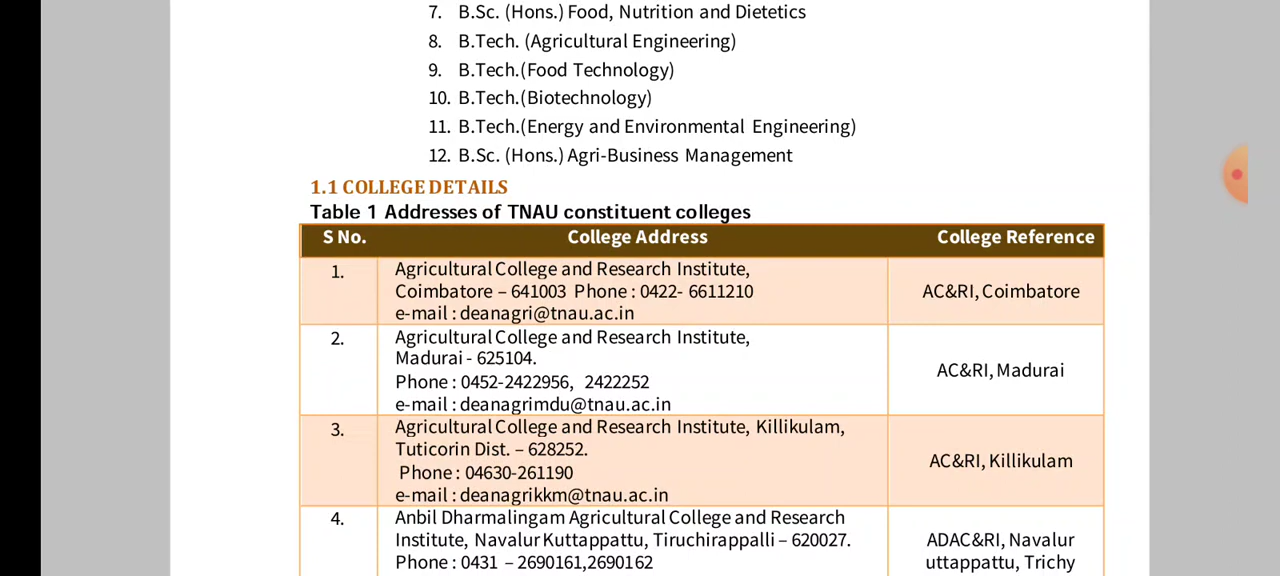 7. B.Sc. (Hons.) Food, Nutrition and Dietetics
8. B.Tech. (Agricultural Engineering)
9. B.Tech.(Food Technology)
10. B.Tech.(Biotechnology)
11. B.Tech.(Energy and Environmental Engineering)
12. B.Sc. (Hons.) Agri-Business Management
1.1 COLLEGE DETAILS
Table 1 Addresses of TNAU constituent colleges
S No. College Address College Reference
1. Agricultural College and Research Institute,
Coimbatore – 641003 Phone : 0422- 6611210
e-mail : deanagri@tnau.ac.in
AC&RI, Coimbatore
2. Agricultural College and Research Institute,
Madurai - 625104.
Phone : 0452-2422956, 2422252
e-mail : deanagrimdu@tnau.ac.in
AC&RI, Madurai
3. Agricultural College and Research Institute, Killikulam,
Tuticorin Dist. – 628252.
Phone : 04630-261190
e-mail : deanagrikkm@tnau.ac.in
AC&RI, Killikulam
4. Anbil Dharmalingam Agricultural College and Research
Institute, Navalur Kuttappattu, Tiruchirappalli – 620027.
Phone : 0431 – 2690161,2690162
ADAC&RI, Navalur
uttappattu, Trichy